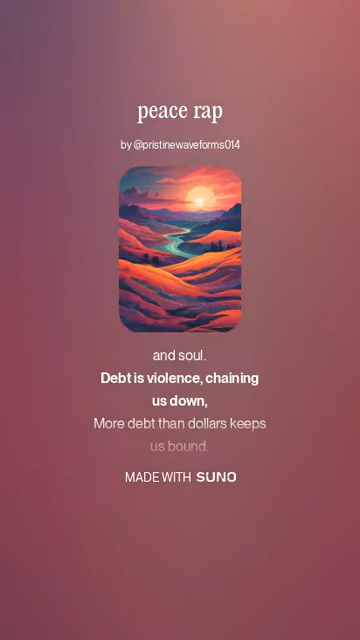 peace rap
by @pristinewaveforms014
and soul.
Debt is violence, chaining
us down,
More debt than dollars keeps
us bound.
MADE WITH SUNO